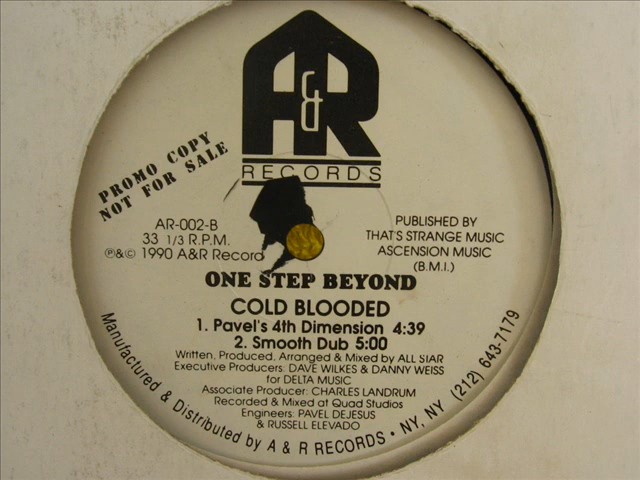 A&R
RECORDS
PROMO COPY
NOT FOR SALE
AR-002-B
33 1/3 R.P.M.
℗&© 1990 A&R Record
PUBLISHED BY
THAT'S STRANGE MUSIC
ASCENSION MUSIC
(B.M.I.)
ONE STEP BEYOND
COLD BLOODED
1. Pavel's 4th Dimension 4:39
2. Smooth Dub 5:00
Written, Produced, Arranged & Mixed by ALL SIAR
Executive Producers: DAVE WILKES & DANNY WEISS
for DELTA MUSIC
Associate Producer: CHARLES LANDRUM
Recorded & Mixed at Quad Studios
Engineers: PAVEL DEJESUS
& RUSSELL ELEVADO
Manufactured & Distributed by A & R RECORDS • NY, NY (212) 643-7179